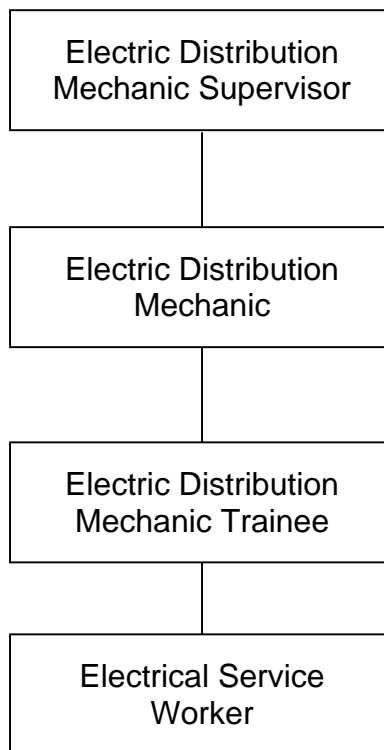 Electric Distribution
Mechanic Supervisor
Electric Distribution
Mechanic
Electric Distribution
Mechanic Trainee
Electrical Service
Worker